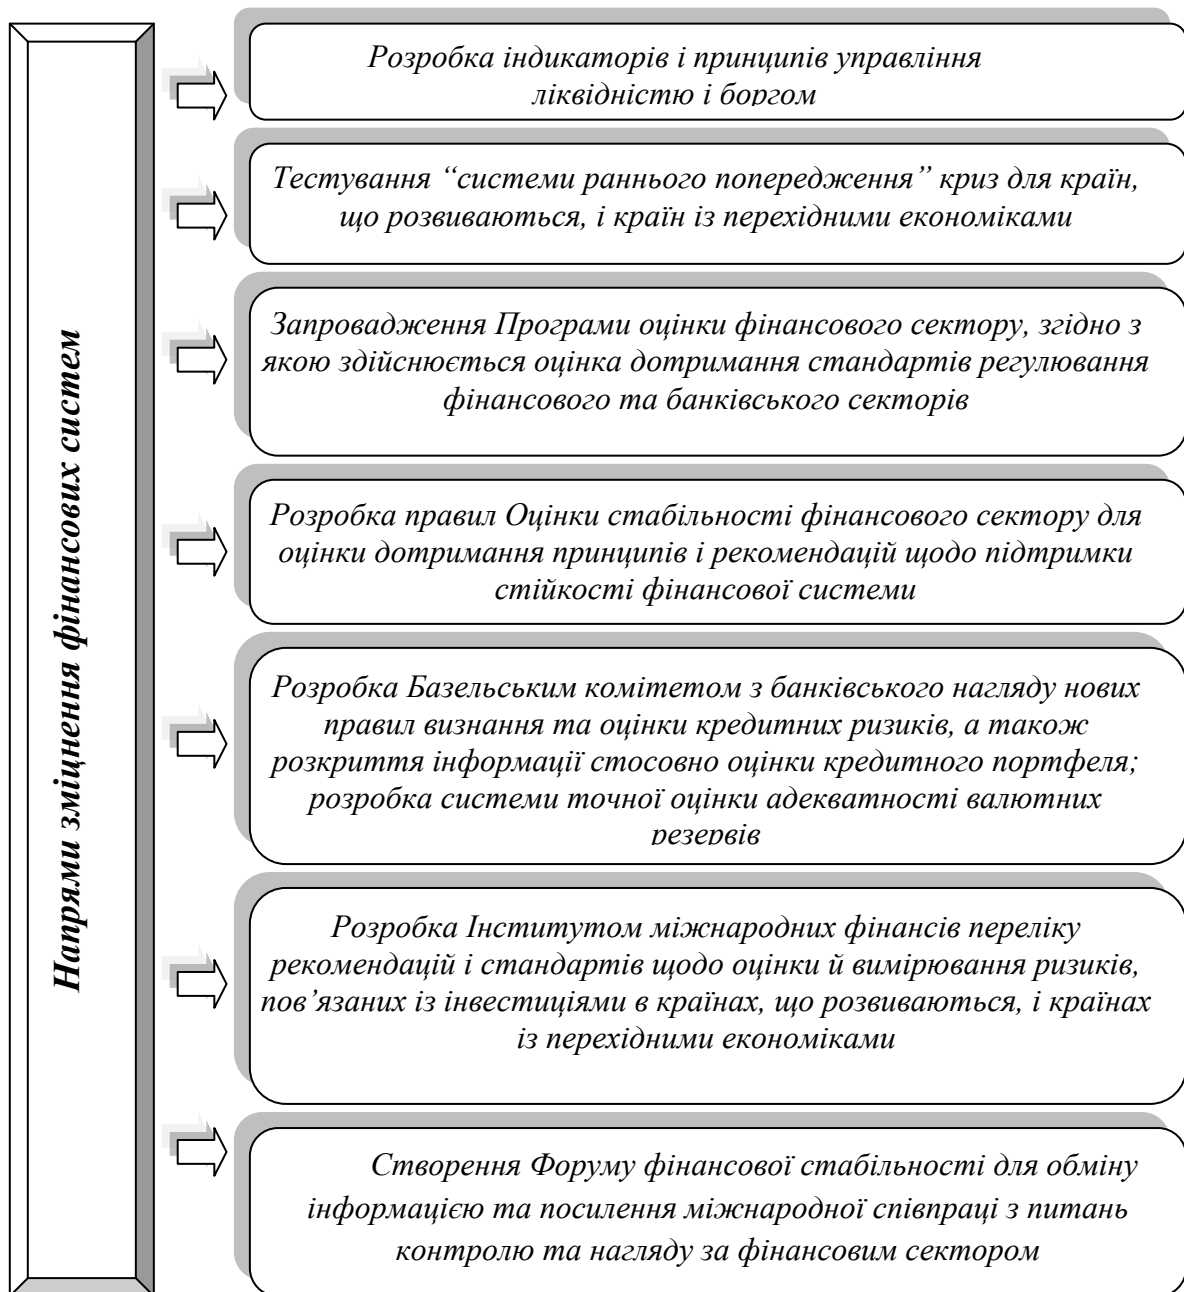 Напрями зміцнення фінансових систем
Розробка індикаторів і принципів управління
ліквідністю і боргом
Тестування “системи раннього попередження” криз для країн,
що розвиваються, і країн із перехідними економіками
Запровадження Програми оцінки фінансового сектору, згідно з
якою здійснюється оцінка дотримання стандартів регулювання
фінансового та банківського секторів
Розробка правил Оцінки стабільності фінансового сектору для
оцінки дотримання принципів і рекомендацій щодо підтримки
стійкості фінансової системи
Розробка Базельським комітетом з банківського нагляду нових
правил визнання та оцінки кредитних ризиків, а також
розкриття інформації стосовно оцінки кредитного портфеля;
розробка системи точної оцінки адекватності валютних
резервів
Розробка Інститутом міжнародних фінансів переліку
рекомендацій і стандартів щодо оцінки й вимірювання ризиків,
пов’язаних із інвестиціями в країнах, що розвиваються, і країнах
із перехідними економіками
Створення Форуму фінансової стабільності для обміну
інформацією та посилення міжнародної співпраці з питань
контролю та нагляду за фінансовим сектором